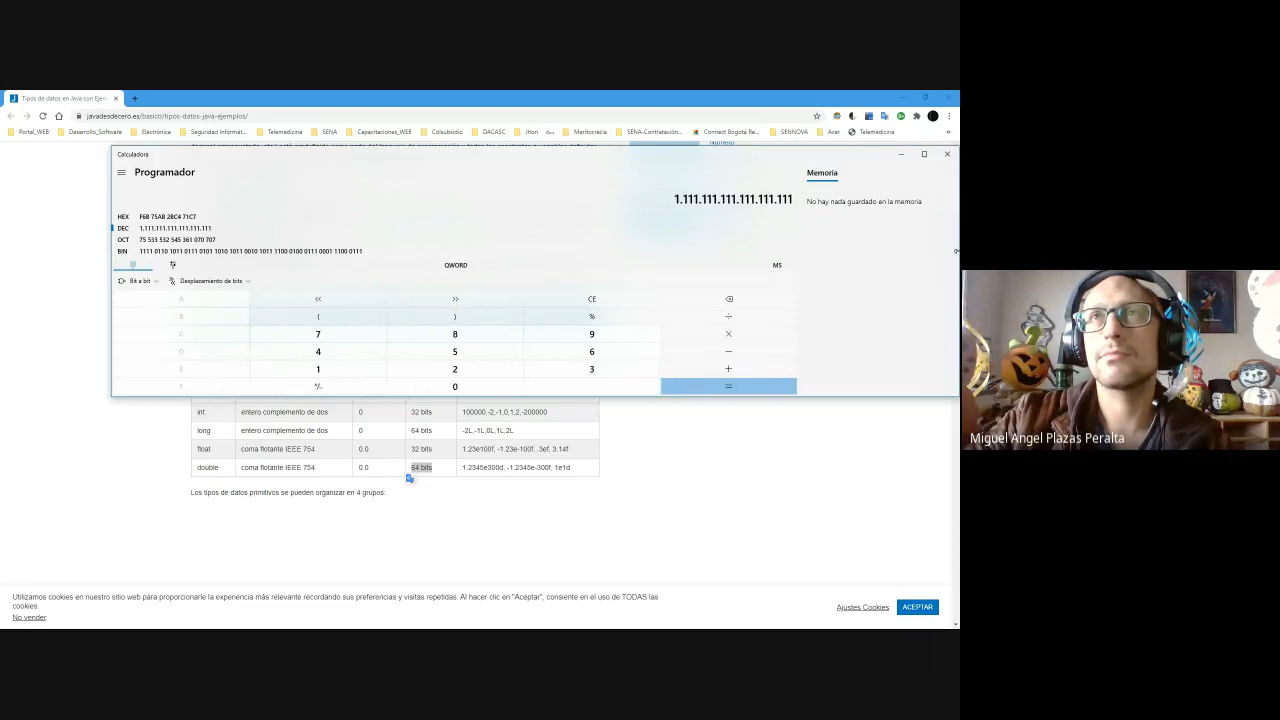 Tipos de datos en Java con Ejem
javadesdecero.es/basico/tipos-datos-java-ejemplos/
Portal_WEB Desarollo_Software Electrónica Seguridad Informát... Telemedicina SENA Capacitaciones_WEB Colsubsidio DACASC Jhon Meritocracia SENA-Contratación... Connect Bogotá Re... SENNOVA Acer Telemedicina »
Número
Calculadora
Programador
Memoria
1.111.111.111.111.111.111
No hay nada guardado en la memoria
HEX F6B 75AB 2BC4 71C7
DEC 1.111.111.111.111.111.111
OCT 75 533 532 545 361 070 707
BIN 1111 0110 1011 0111 0101 1010 1011 0010 1011 1100 0100 0111 0001 1100 0111
QWORD MS
Bit a bit Desplazamiento de bits
A << >> CE
B ( ) % ÷
C 7 8 9 ×
D 4 5 6 −
E 1 2 3 +
F +/− 0 =
int entero complemento de dos 0 32 bits 100000,-2,-1,0,1,2,-200000
long entero complemento de dos 0 64 bits -2L,-1L,0L,1L,2L
float coma flotante IEEE 754 0.0 32 bits 1.23e100f, -1.23e-100f, .3ef, 3.14f
double coma flotante IEEE 754 0.0 64 bits 1.2345e300d, -1.2345e-300f, 1e1d
Los tipos de datos primitivos se pueden organizar en 4 grupos:
Utilizamos cookies en nuestro sitio web para proporcionarle la experiencia más relevante recordando sus preferencias y visitas repetidas. Al hacer clic en "Aceptar", consiente en el uso de TODAS las
cookies.
No vender
Ajustes Cookies
ACEPTAR
Miguel Angel Plazas Peralta